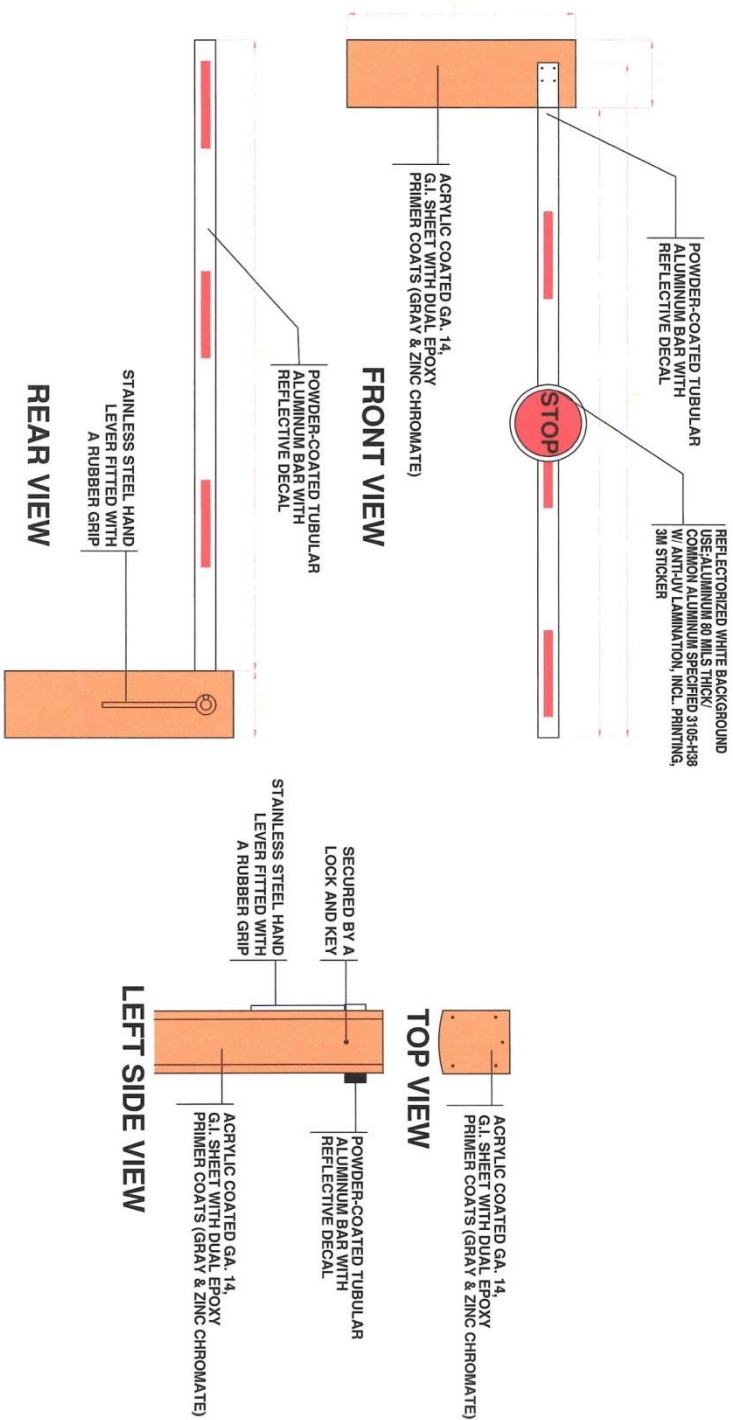 POWDER-COATED TUBULAR
ALUMINUM BAR WITH
REFLECTIVE DECAL
REFLECTORIZED WHITE BACKGROUND
USE:ALUMINUM 80 MILS THICK/
COMMON ALUMINUM SPECIFIED 3105-H38
W/ ANTI-UV LAMINATION, INCL. PRINTING,
3M STICKER
STOP
ACRYLIC COATED GA. 14,
G.I. SHEET WITH DUAL EPOXY
PRIMER COATS (GRAY & ZINC CHROMATE)
FRONT VIEW
ACRYLIC COATED GA. 14,
G.I. SHEET WITH DUAL EPOXY
PRIMER COATS (GRAY & ZINC CHROMATE)
TOP VIEW
POWDER-COATED TUBULAR
ALUMINUM BAR WITH
REFLECTIVE DECAL
STAINLESS STEEL HAND
LEVER FITTED WITH
A RUBBER GRIP
REAR VIEW
SECURED BY A
LOCK AND KEY
STAINLESS STEEL HAND
LEVER FITTED WITH
A RUBBER GRIP
POWDER-COATED TUBULAR
ALUMINUM BAR WITH
REFLECTIVE DECAL
ACRYLIC COATED GA. 14,
G.I. SHEET WITH DUAL EPOXY
PRIMER COATS (GRAY & ZINC CHROMATE)
LEFT SIDE VIEW